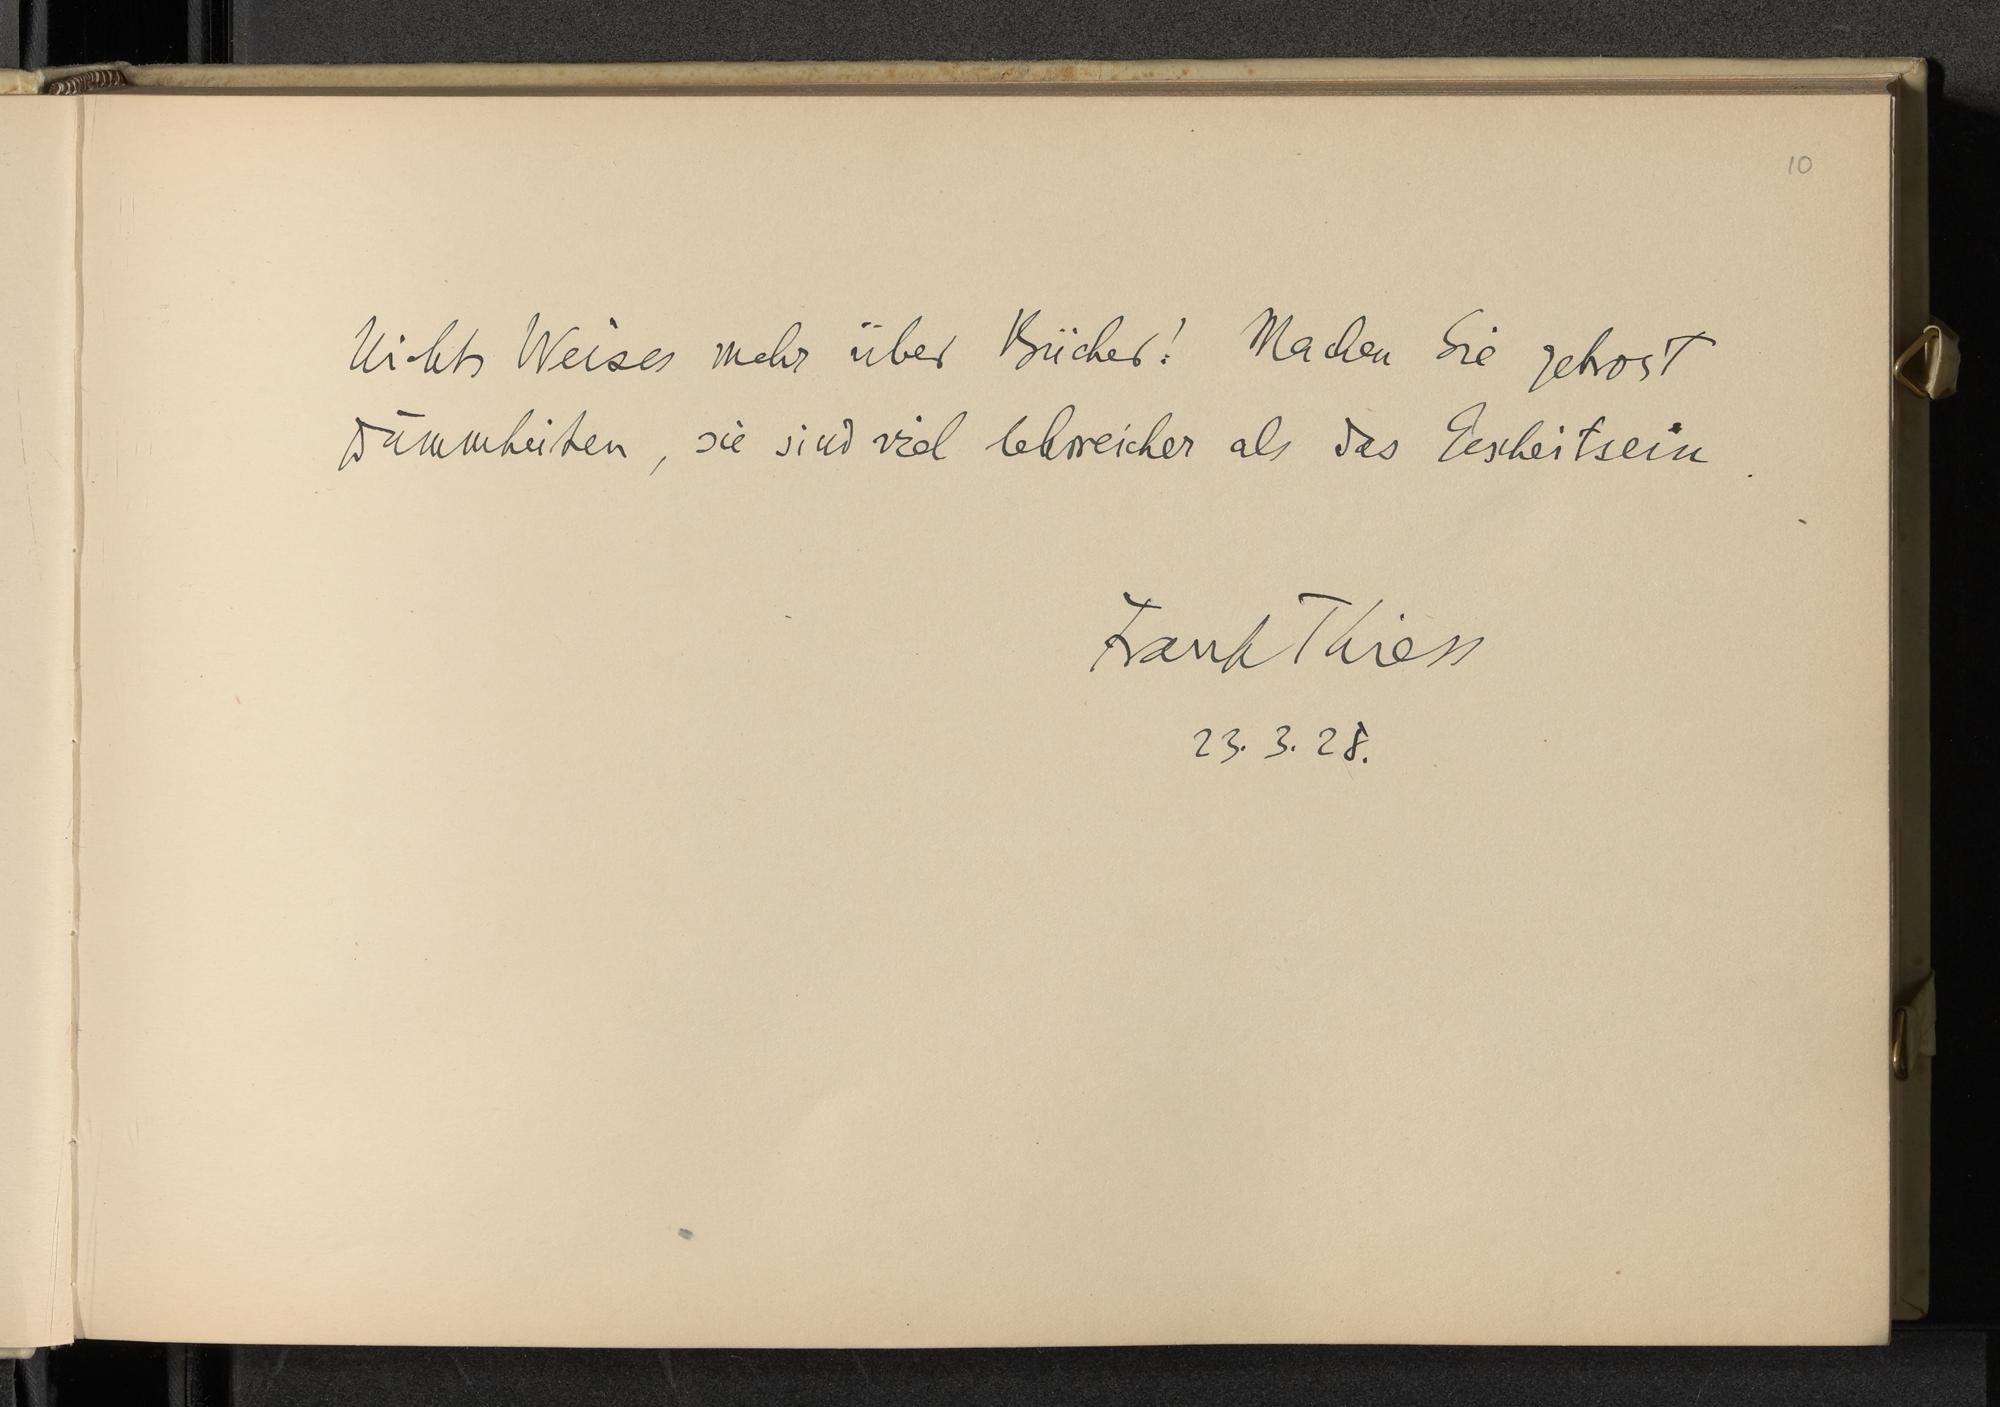 10
Nichts Weises mehr über Bücher! Machen Sie getrost
Dummheiten, sie sind viel lehrreicher als das Gescheitsein.
Frank Thiess
23. 3. 28.